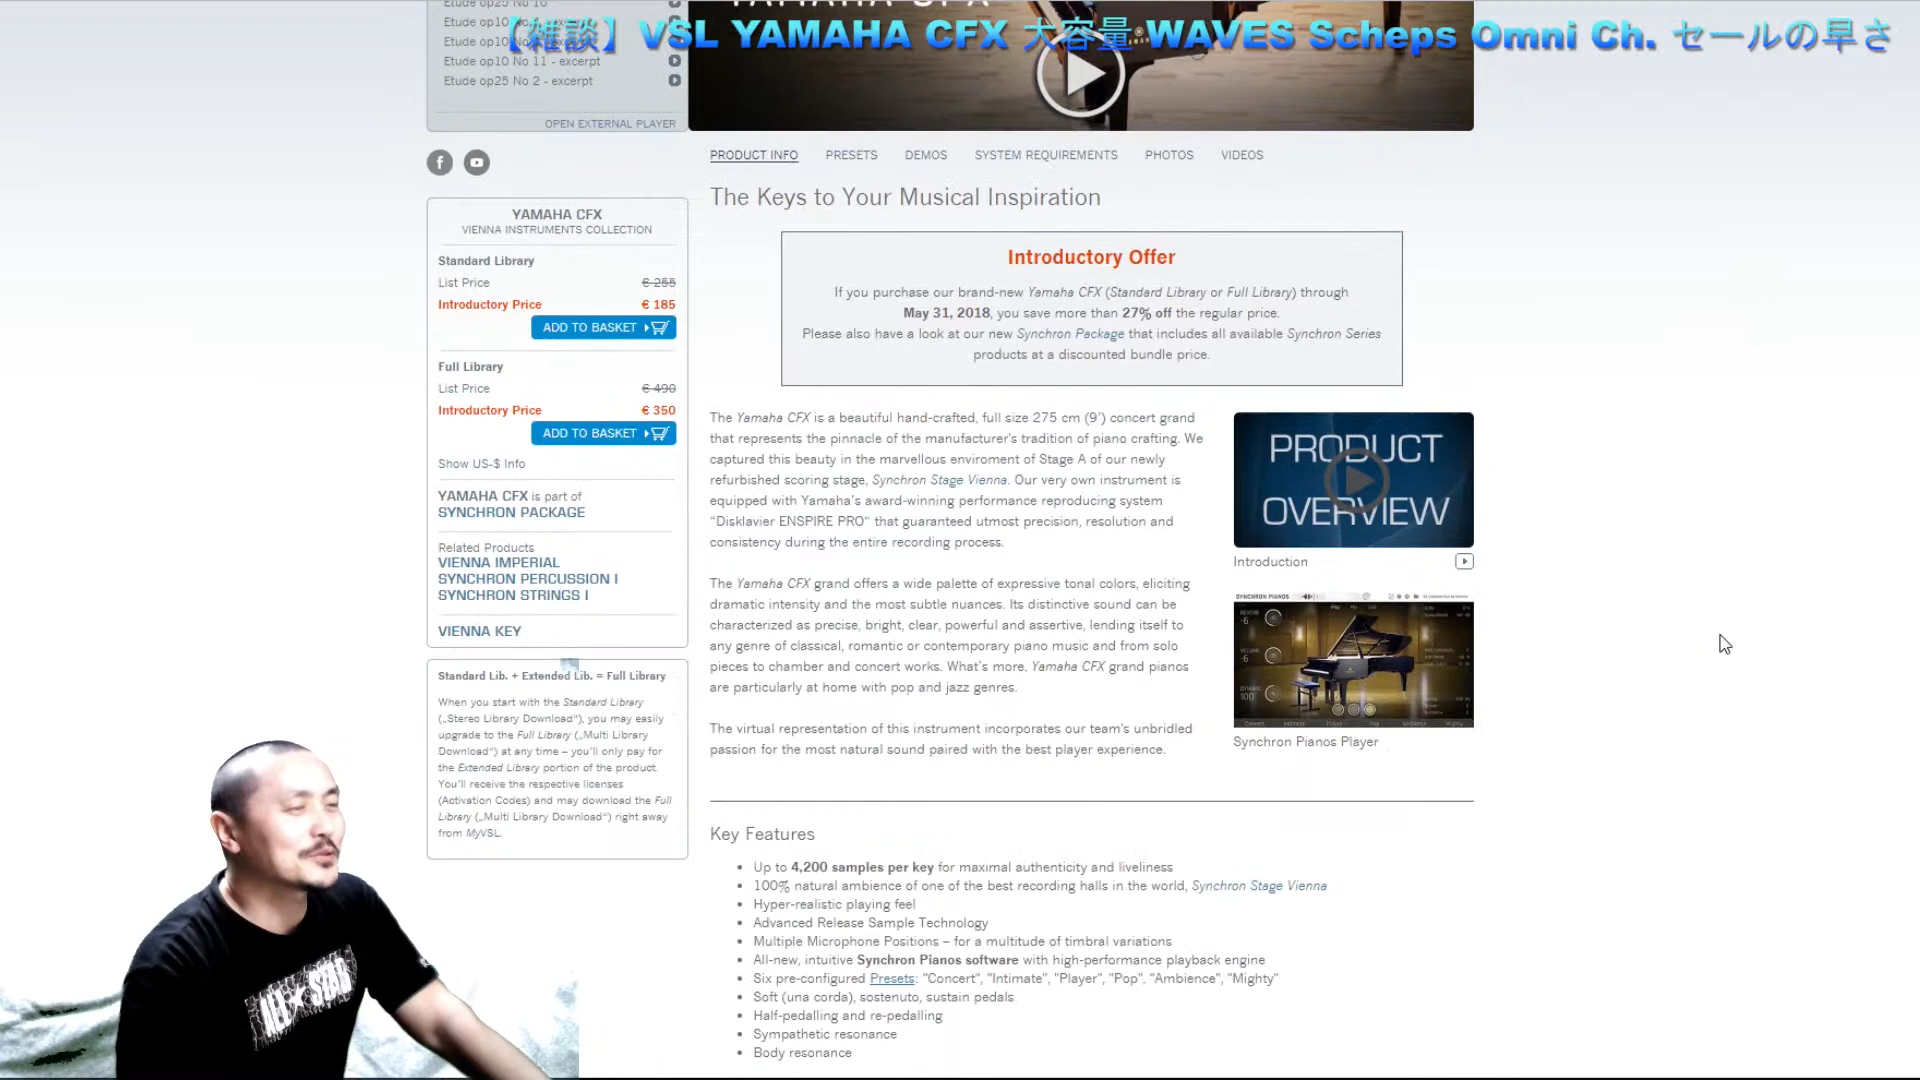 【雑談】 VSL YAMAHA CFX 大容量 WAVES Scheps Omni Ch. セールの早さ
Etude op25 No 10
Etude op10
Etude op10 No
Etude op10 No 11 - excerpt
Etude op25 No 2 - excerpt
OPEN EXTERNAL PLAYER
YAMAHA CFX
VIENNA INSTRUMENTS COLLECTION
Standard Library
List Price € 255
Introductory Price € 185
ADD TO BASKET
Full Library
List Price € 490
Introductory Price € 350
ADD TO BASKET
Show US-$ Info
YAMAHA CFX is part of
SYNCHRON PACKAGE
Related Products
VIENNA IMPERIAL
SYNCHRON PERCUSSION I
SYNCHRON STRINGS I
VIENNA KEY
Standard Lib. + Extended Lib. = Full Library
When you start with the Standard Library
(„Stereo Library Download“), you may easily
upgrade to the Full Library („Multi Library
Download“) at any time – you'll only pay for
the Extended Library portion of the product.
You'll receive the respective licenses
(Activation Codes) and may download the Full
Library („Multi Library Download“) right away
from MyVSL.
PRODUCT INFO PRESETS DEMOS SYSTEM REQUIREMENTS PHOTOS VIDEOS
The Keys to Your Musical Inspiration
Introductory Offer
If you purchase our brand-new Yamaha CFX (Standard Library or Full Library) through
May 31, 2018, you save more than 27% off the regular price.
Please also have a look at our new Synchron Package that includes all available Synchron Series
products at a discounted bundle price.
The Yamaha CFX is a beautiful hand-crafted, full size 275 cm (9') concert grand
that represents the pinnacle of the manufacturer's tradition of piano crafting. We
captured this beauty in the marvellous enviroment of Stage A of our newly
refurbished scoring stage, Synchron Stage Vienna. Our very own instrument is
equipped with Yamaha's award-winning performance reproducing system
“Disklavier ENSPIRE PRO“ that guaranteed utmost precision, resolution and
consistency during the entire recording process.
The Yamaha CFX grand offers a wide palette of expressive tonal colors, eliciting
dramatic intensity and the most subtle nuances. Its distinctive sound can be
characterized as precise, bright, clear, powerful and assertive, lending itself to
any genre of classical, romantic or contemporary piano music and from solo
pieces to chamber and concert works. What's more, Yamaha CFX grand pianos
are particularly at home with pop and jazz genres.
The virtual representation of this instrument incorporates our team's unbridled
passion for the most natural sound paired with the best player experience.
PRODUCT
OVERVIEW
Introduction
SYNCHRON PIANOS
Synchron Pianos Player
Key Features
Up to 4,200 samples per key for maximal authenticity and liveliness
100% natural ambience of one of the best recording halls in the world, Synchron Stage Vienna
Hyper-realistic playing feel
Advanced Release Sample Technology
Multiple Microphone Positions – for a multitude of timbral variations
All-new, intuitive Synchron Pianos software with high-performance playback engine
Six pre-configured Presets: "Concert", "Intimate", "Player", "Pop", "Ambience", "Mighty"
Soft (una corda), sostenuto, sustain pedals
Half-pedalling and re-pedalling
Sympathetic resonance
Body resonance
ALL★STAR